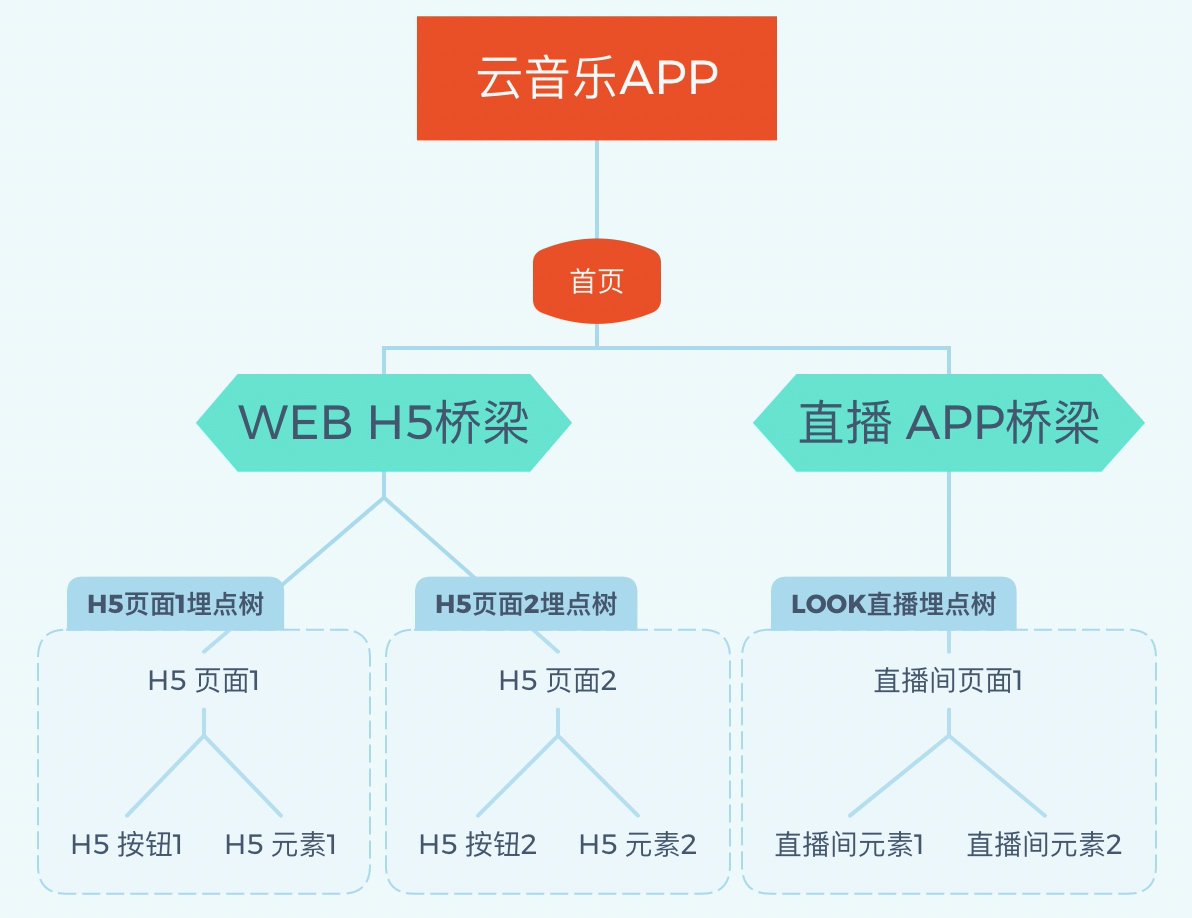 云音乐APP
首页
WEB H5桥梁
直播 APP桥梁
H5页面1埋点树
H5页面2埋点树
LOOK直播埋点树
H5 页面1
H5 页面2
直播间页面1
H5 按钮1
H5 元素1
H5 按钮2
H5 元素2
直播间元素1
直播间元素2